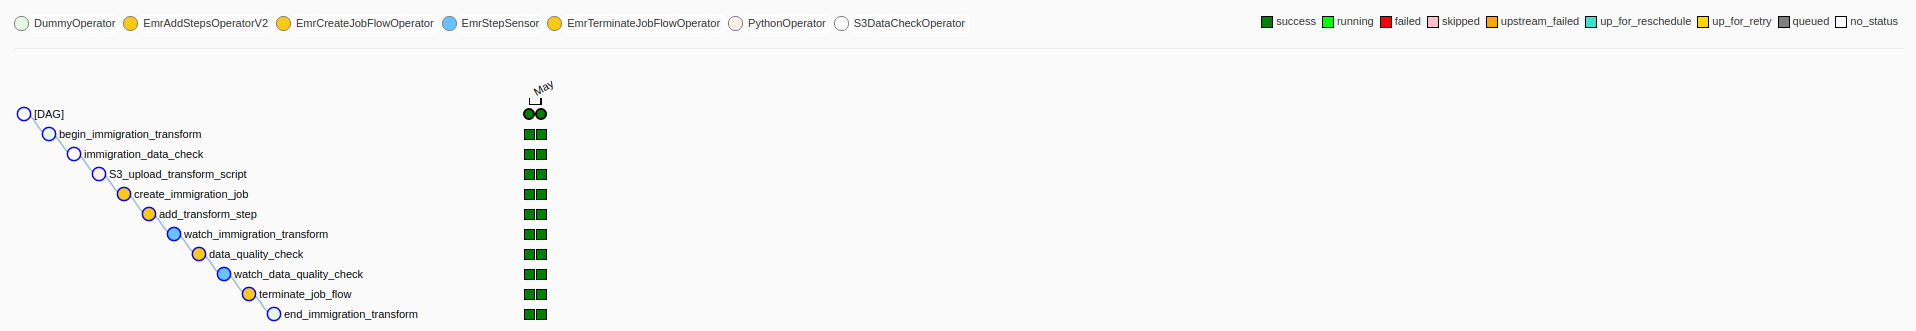 DummyOperator EmrAddStepsOperatorV2 EmrCreateJobFlowOperator EmrStepSensor EmrTerminateJobFlowOperator PythonOperator S3DataCheckOperator success running failed skipped upstream_failed up_for_reschedule up_for_retry queued no_status
May
[DAG]
begin_immigration_transform
immigration_data_check
S3_upload_transform_script
create_immigration_job
add_transform_step
watch_immigration_transform
data_quality_check
watch_data_quality_check
terminate_job_flow
end_immigration_transform